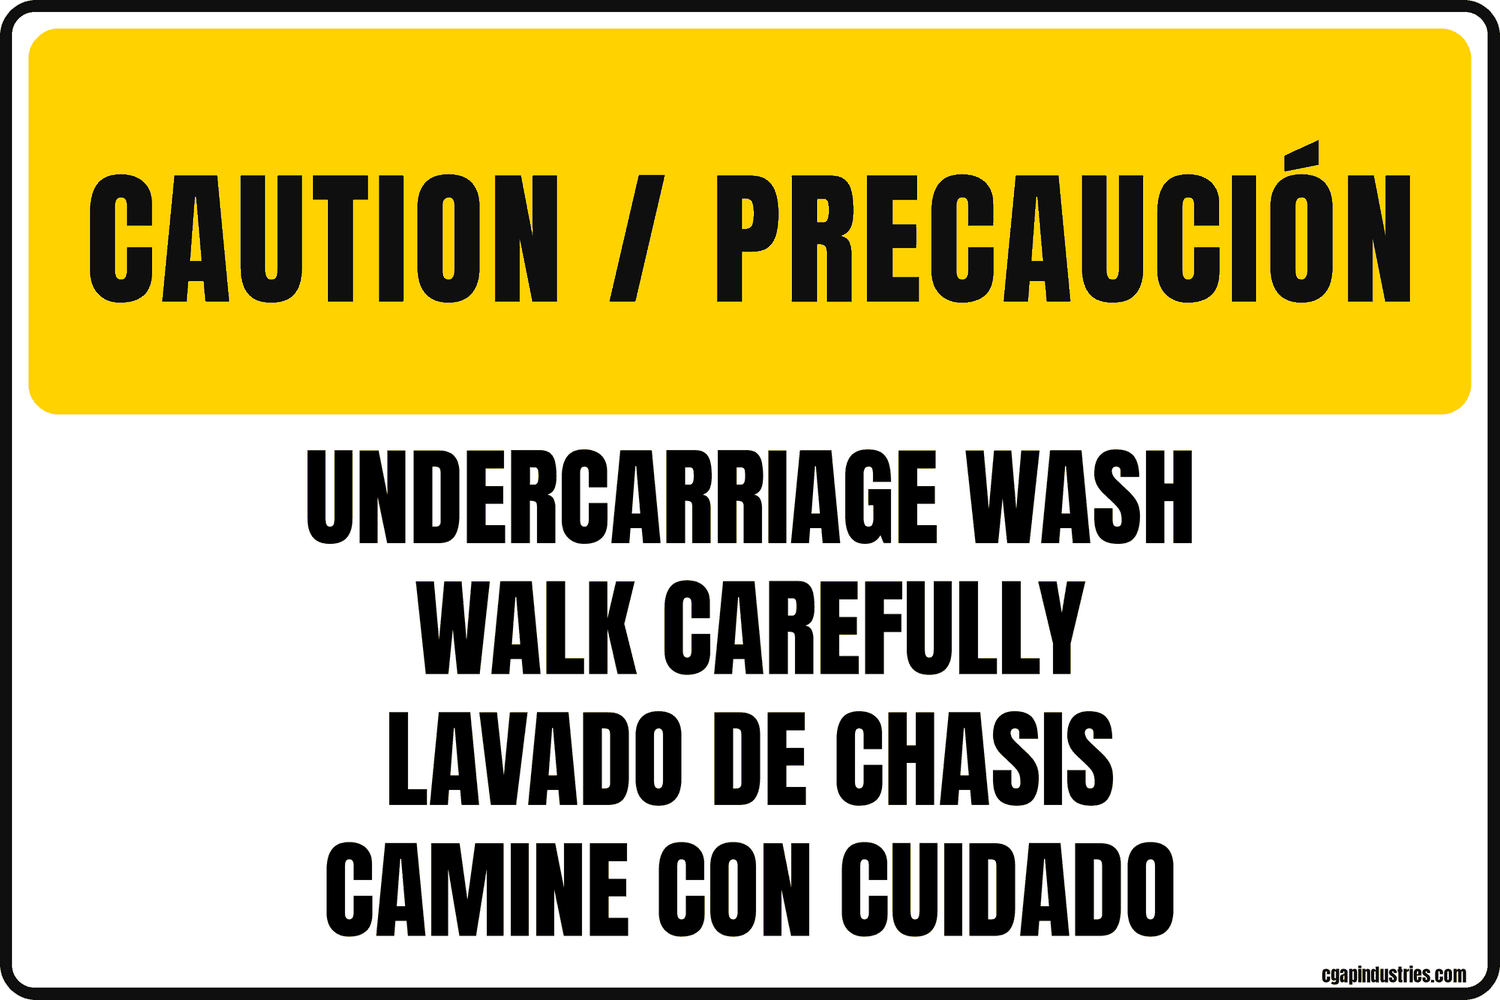 CAUTION / PRECAUCIÓN
UNDERCARRIAGE WASH
WALK CAREFULLY
LAVADO DE CHASIS
CAMINE CON CUIDADO
cgapindustries.com